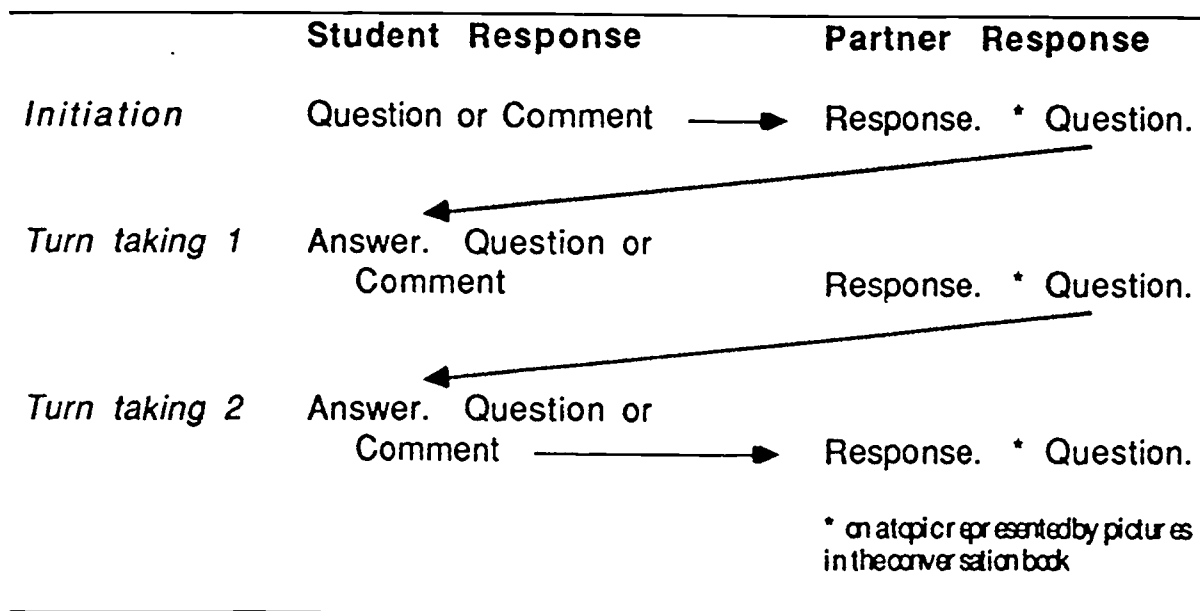 Student Response Partner Response
Initiation Question or Comment Response. * Question.
Turn taking 1 Answer. Question or
Comment Response. * Question.
Turn taking 2 Answer. Question or
Comment Response. * Question.
* on a topic represented by pictures
in the conversation book